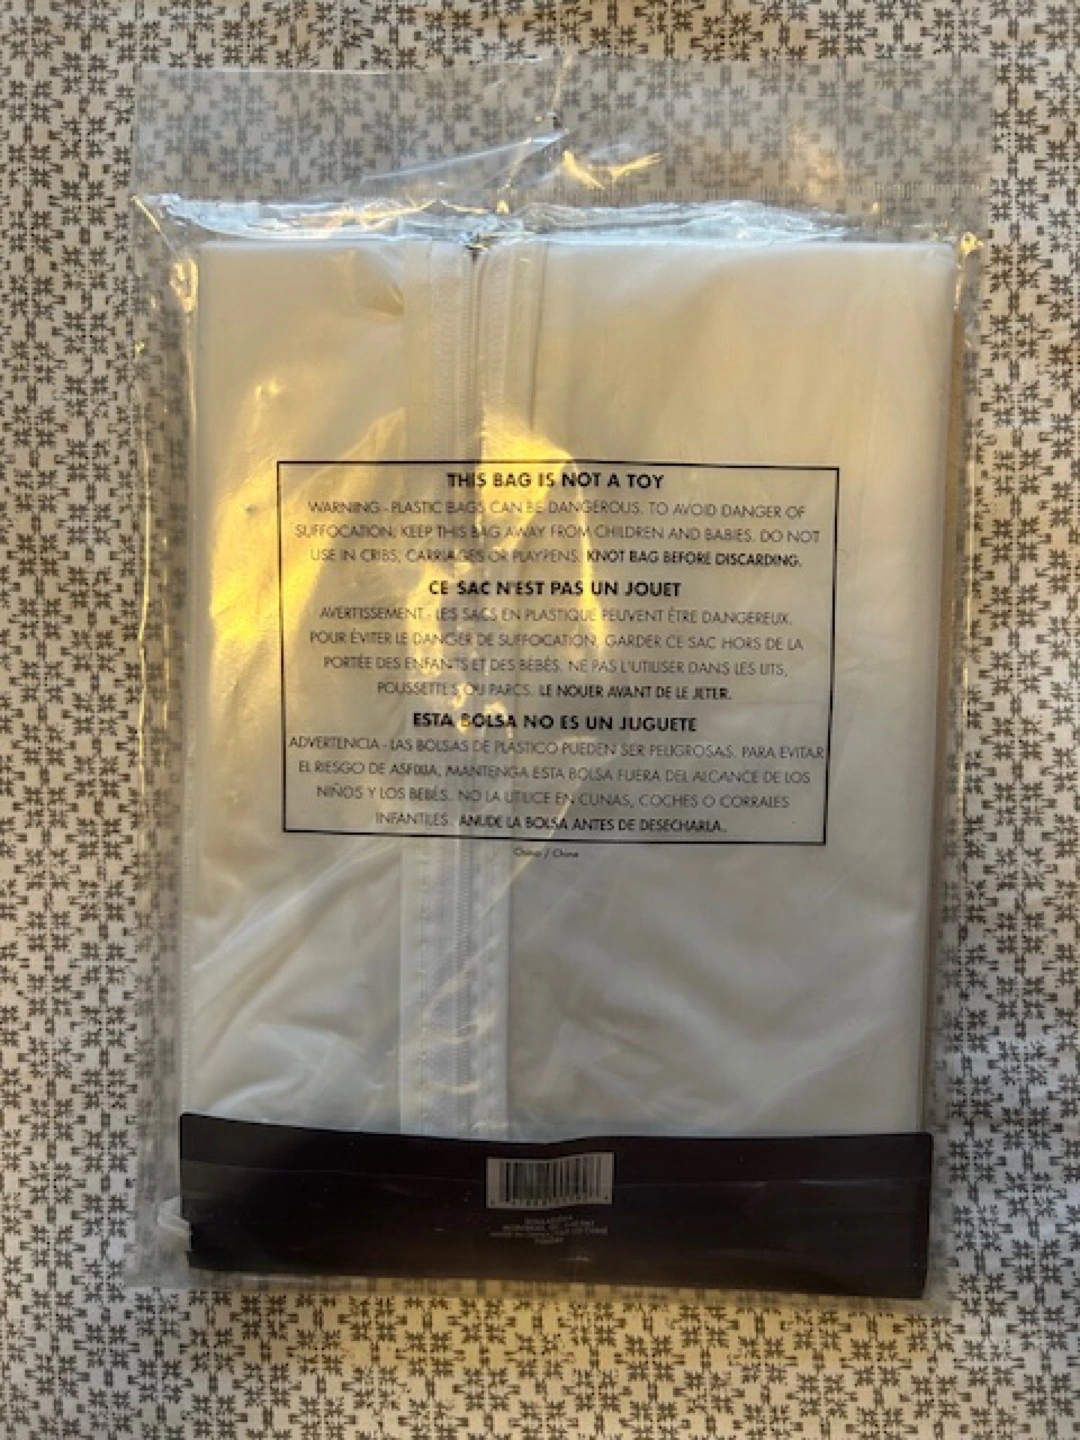 THIS BAG IS NOT A TOY
WARNING - PLASTIC BAGS CAN BE DANGEROUS. TO AVOID DANGER OF
SUFFOCATION, KEEP THIS BAG AWAY FROM CHILDREN AND BABIES. DO NOT
USE IN CRIBS, CARRIAGES OR PLAYPENS. KNOT BAG BEFORE DISCARDING.
CE SAC N'EST PAS UN JOUET
AVERTISSEMENT - LES SACS EN PLASTIQUE PEUVENT ÊTRE DANGEREUX.
POUR ÉVITER LE DANGER DE SUFFOCATION, GARDER CE SAC HORS DE LA
PORTÉE DES ENFANTS ET DES BÉBÉS. NE PAS L'UTILISER DANS LES LITS,
POUSSETTES OU PARCS. LE NOUER AVANT DE LE JETER.
ESTA BOLSA NO ES UN JUGUETE
ADVERTENCIA - LAS BOLSAS DE PLASTICO PUEDEN SER PELIGROSAS. PARA EVITAR
EL RIESGO DE ASFIXIA, MANTENGA ESTA BOLSA FUERA DEL ALCANCE DE LOS
NIÑOS Y LOS BEBÉS. NO LA UTILICE EN CUNAS, COCHES O CORRALES
INFANTILES. ANUDE LA BOLSA ANTES DE DESECHARLA.
China / Chine